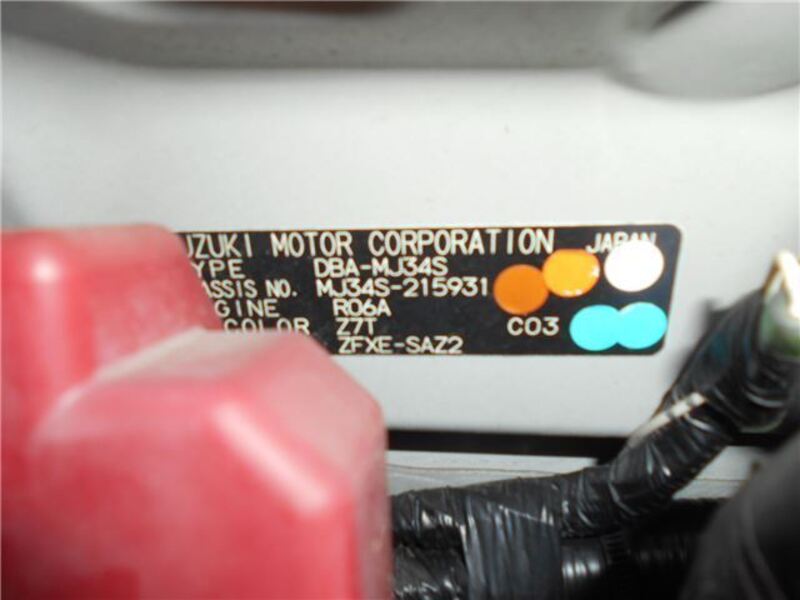 UZUKI MOTOR CORPORATION JAPAN
YPE DBA-MJ34S
ASSIS NO. MJ34S-215931
GINE R06A
COLOR Z7T C03
ZFXE-SAZ2